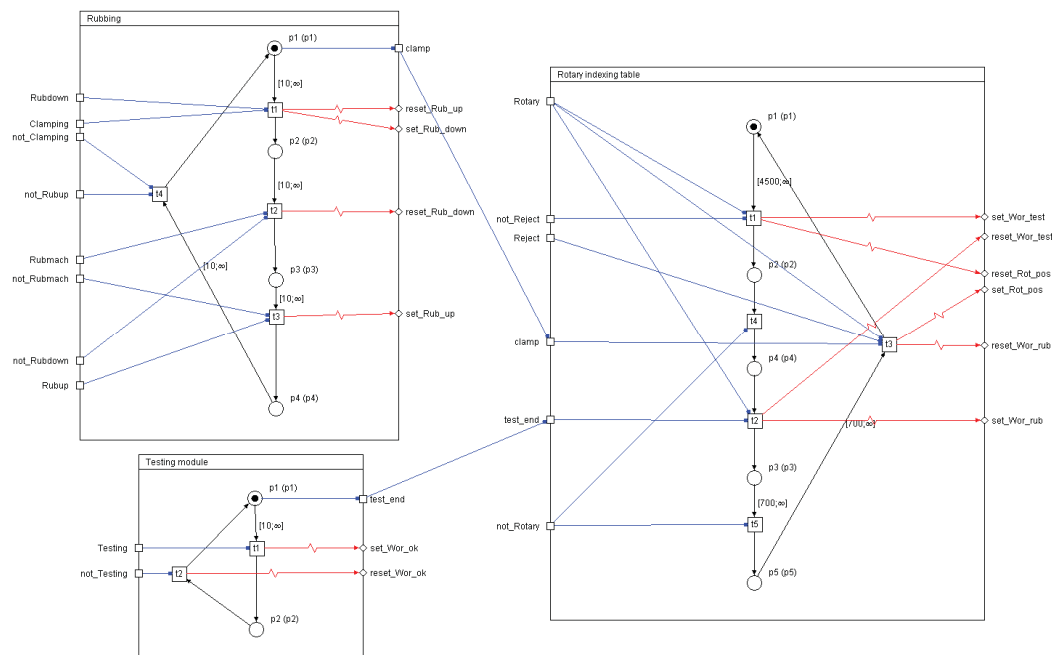 Rubbing
p1 (p1)
clamp
[10;∞]
Rubdown
t1
reset_Rub_up
Clamping
set_Rub_down
not_Clamping
p2 (p2)
[10;∞]
not_Rubup
t4
t2
reset_Rub_down
Rubmach
[10;∞]
not_Rubmach
p3 (p3)
[10;∞]
t3
set_Rub_up
not_Rubdown
Rubup
p4 (p4)
Testing module
p1 (p1)
test_end
[10;∞]
Testing
t1
set_Wor_ok
not_Testing
t2
reset_Wor_ok
p2 (p2)
Rotary indexing table
Rotary
p1 (p1)
[4500;∞]
not_Reject
t1
set_Wor_test
Reject
reset_Wor_test
p2 (p2)
reset_Rot_pos
set_Rot_pos
t4
clamp
t3
reset_Wor_rub
p4 (p4)
test_end
t2
set_Wor_rub
[700;∞]
p3 (p3)
[700;∞]
not_Rotary
t5
p5 (p5)